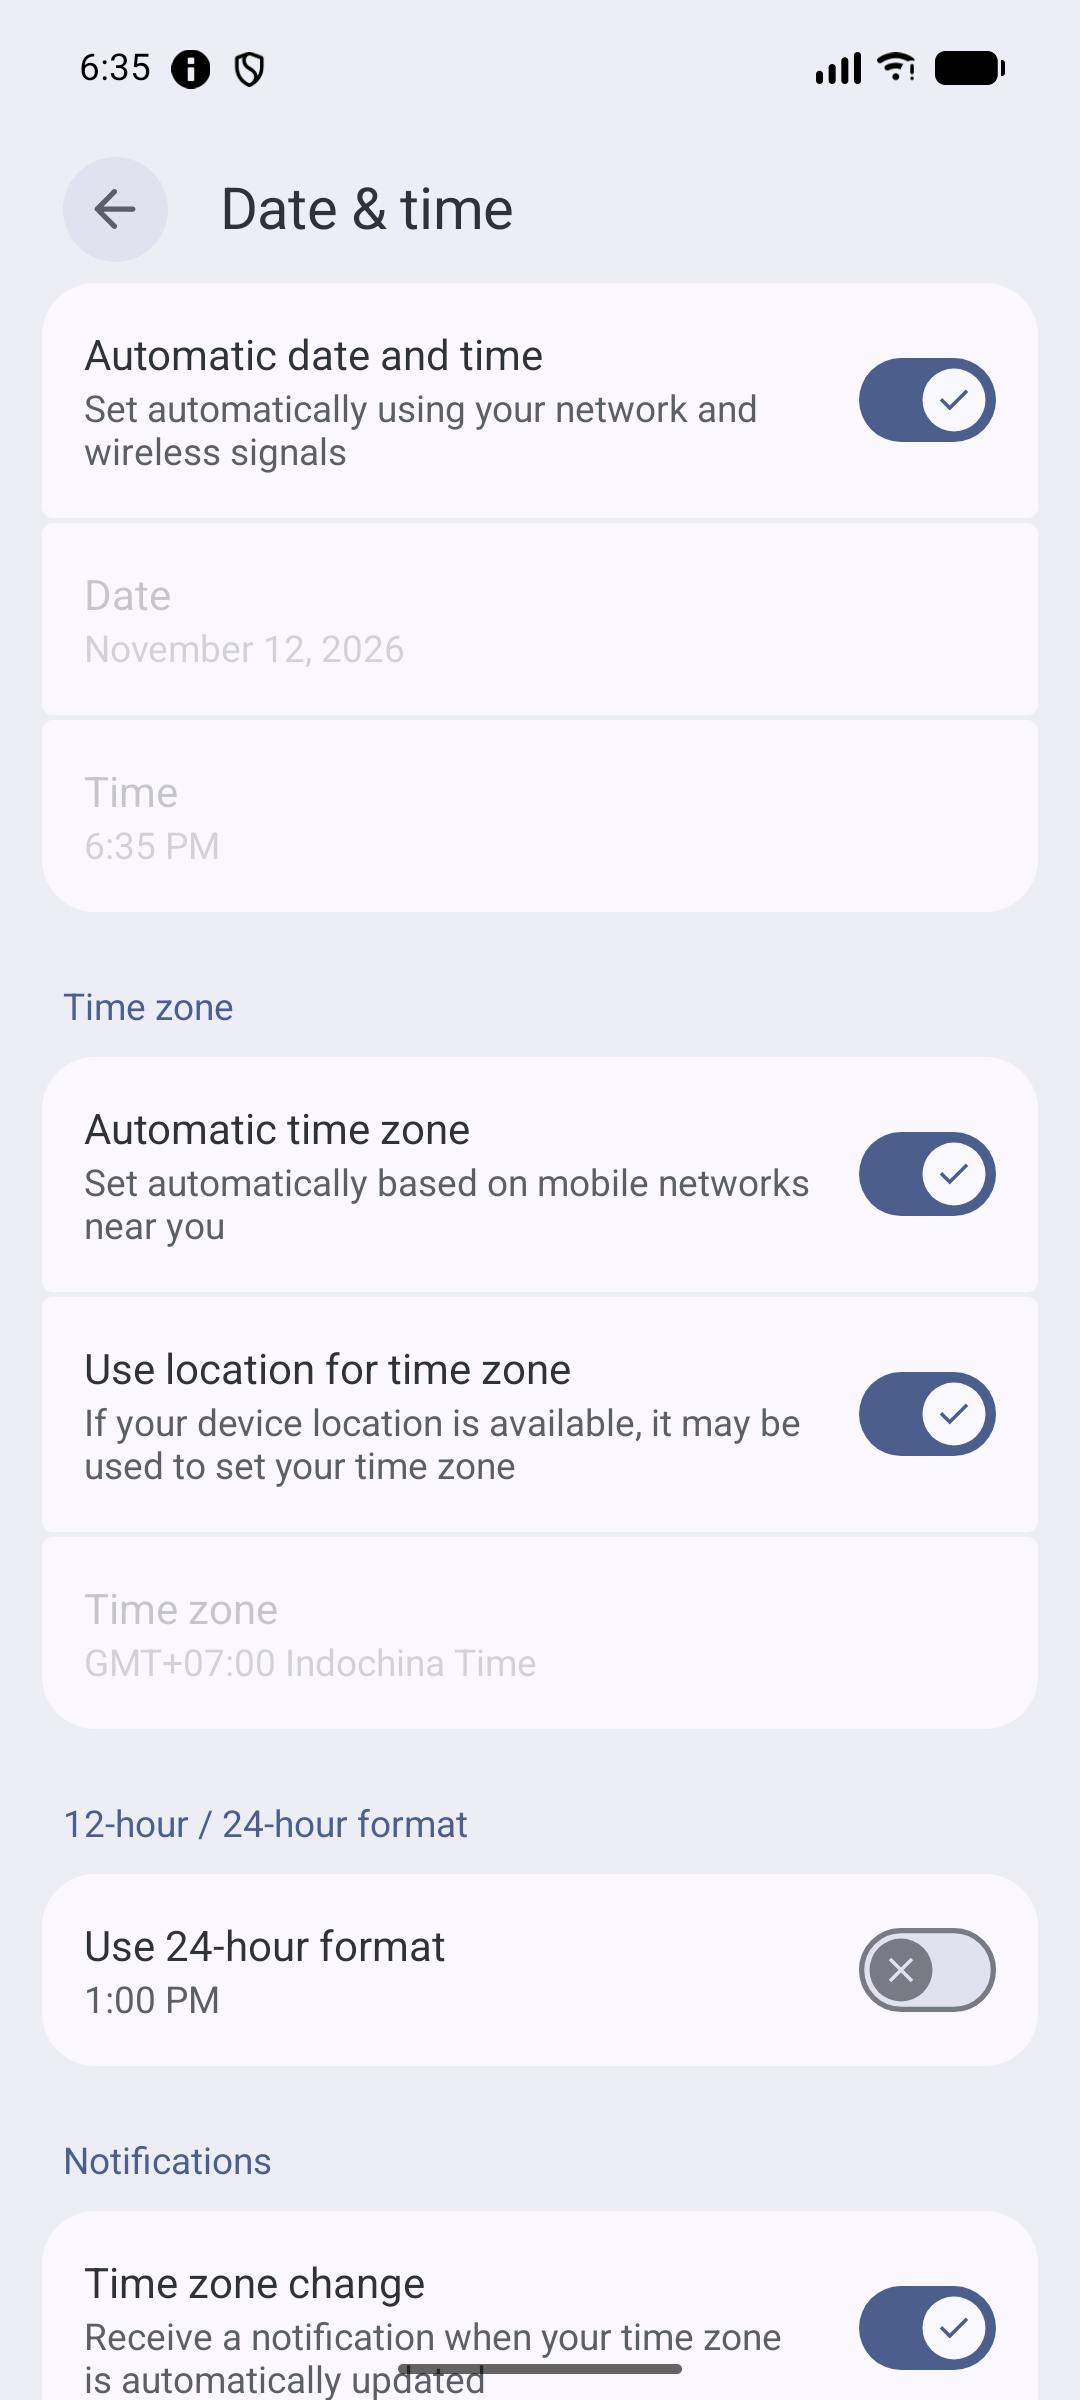 6:35
Date & time
Automatic date and time
Set automatically using your network and
wireless signals
Date
November 12, 2026
Time
6:35 PM
Time zone
Automatic time zone
Set automatically based on mobile networks
near you
Use location for time zone
If your device location is available, it may be
used to set your time zone
Time zone
GMT+07:00 Indochina Time
12-hour / 24-hour format
Use 24-hour format
1:00 PM
Notifications
Time zone change
Receive a notification when your time zone
is automatically updated